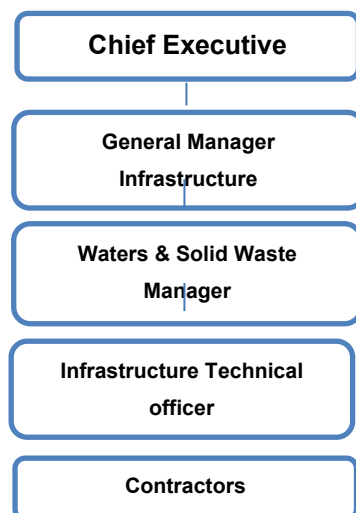 Chief Executive
General Manager
Infrastructure
Waters & Solid Waste
Manager
Infrastructure Technical
officer
Contractors